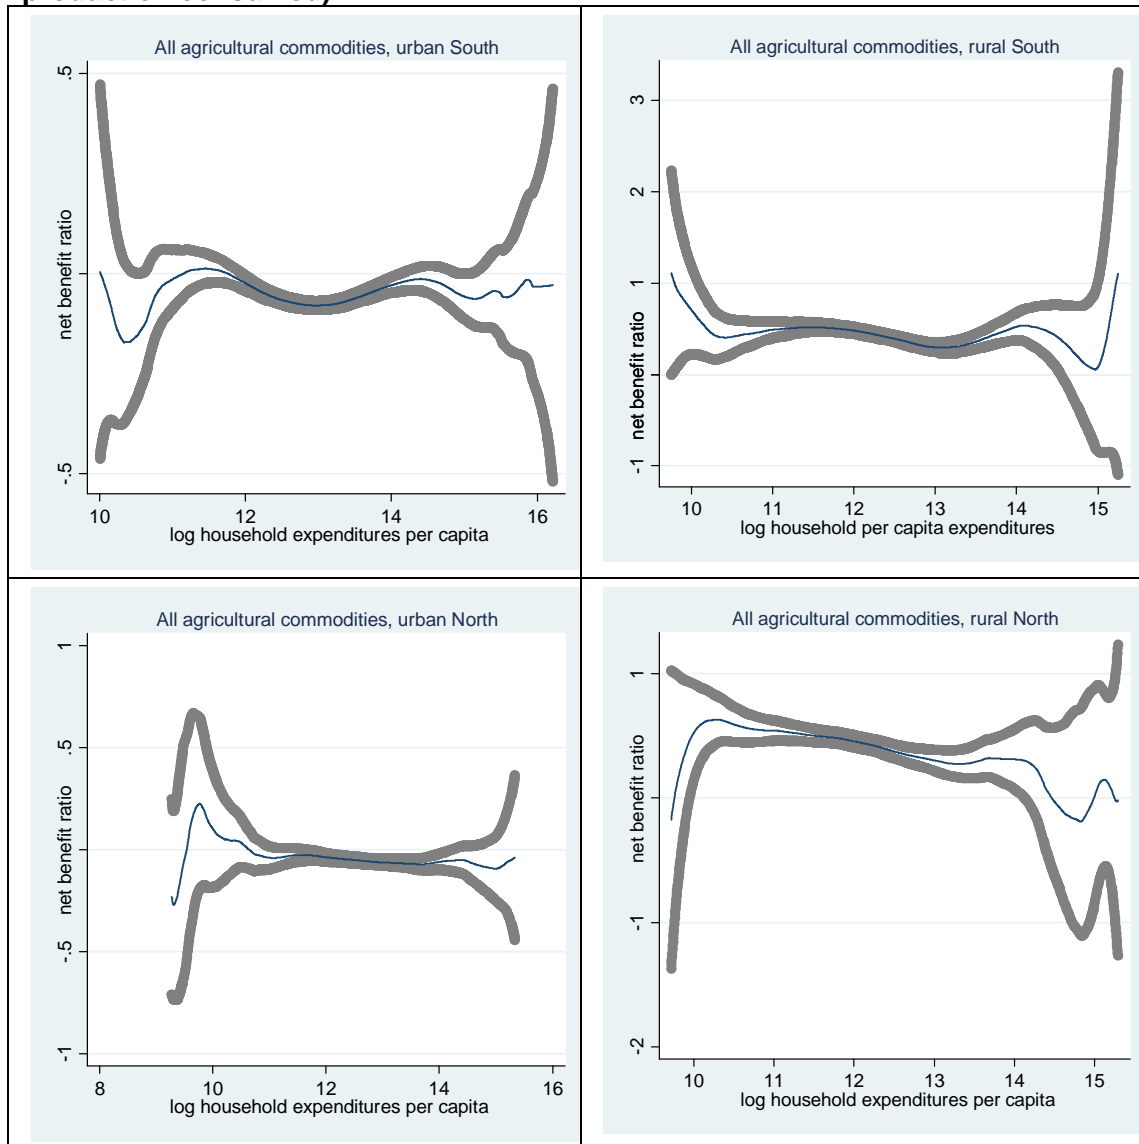 All agricultural commodities, urban South
net benefit ratio
.5
-.5
10 12 14 16
log household expenditures per capita
All agricultural commodities, rural South
net benefit ratio
3
2
1
-1
10 11 12 13 14 15
log household per capita expenditures
All agricultural commodities, urban North
net benefit ratio
1
.5
-.5
-1
8 10 12 14 16
log household expenditures per capita
All agricultural commodities, rural North
net benefit ratio
1
-1
-2
10 11 12 13 14 15
log household expenditures per capita